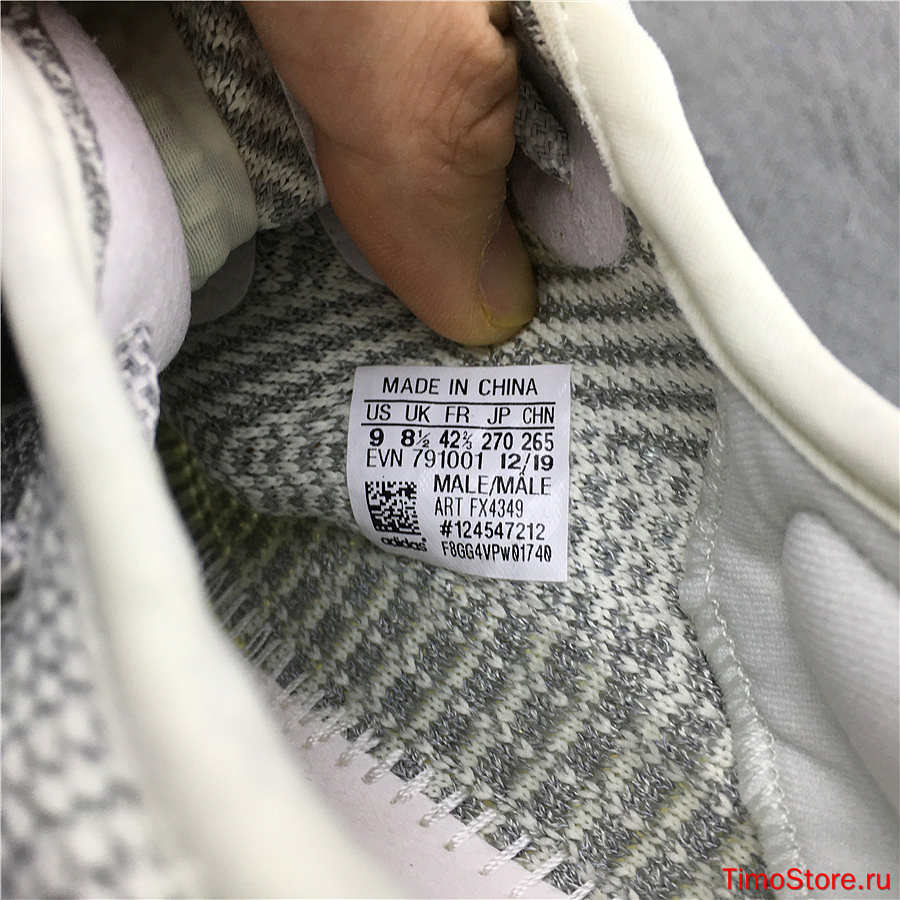 MADE IN CHINA
US UK FR JP CHN
9 8½ 42⅔ 270 265
EVN 791001 12/19
MALE/MÂLE
ART FX4349
#124547212
adidas F8GG4VPW01740
TimoStore.ru